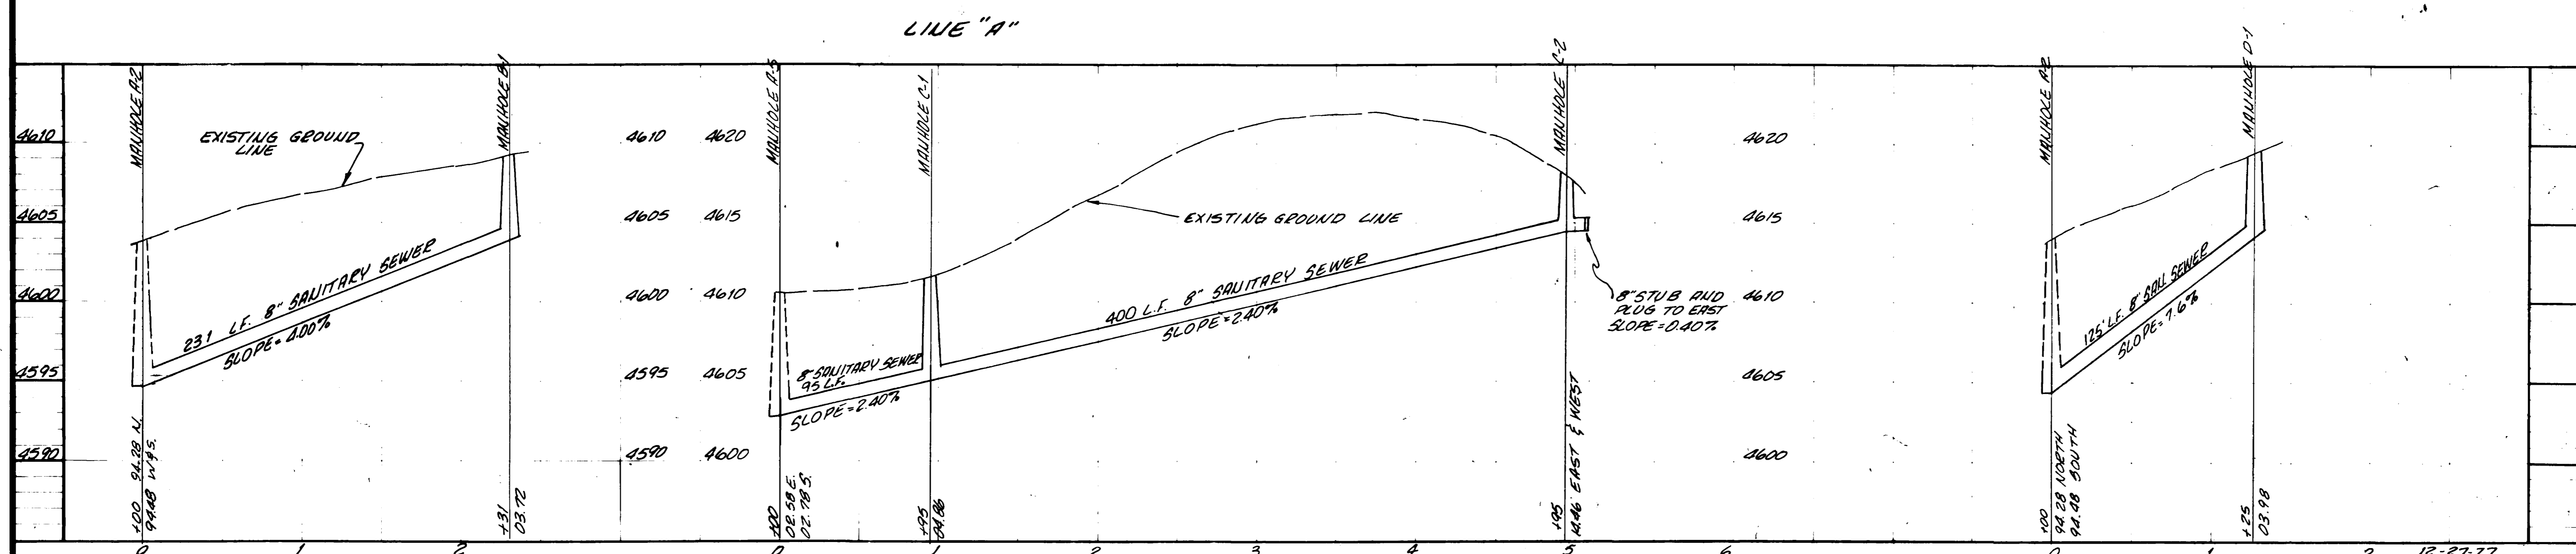 LINE "A"
MANHOLE A-2
MANHOLE B-1
MANHOLE A-5
MANHOLE C-1
MANHOLE C-2
MANHOLE A-2
MANHOLE D-1
4610
4605
4600
4595
4590
EXISTING GROUND
LINE
231 L.F. 8" SANITARY SEWER
SLOPE = 4.00%
+00 94.28 N.
94.48 W & S.
+31
03.72
4610 4620
4605 4615
4600 4610
4595 4605
4590 4600
8" SANITARY SEWER
95 L.F.
SLOPE = 2.40%
EXISTING GROUND LINE
400 L.F. 8" SANITARY SEWER
SLOPE = 2.40%
8" STUB AND
PLUG TO EAST
SLOPE = 0.40%
+00
02.58 E.
02.78 S.
+95
04.86
+95
14.46 EAST & WEST
4620
4615
4610
4605
4600
125' L.F. 8" SAN. SEWER
SLOPE = 7.6%
+00
94.28 NORTH
94.48 SOUTH
+25
03.98
0 1 2 0 1 2 3 4 5 6 0 1 2 12-27-77